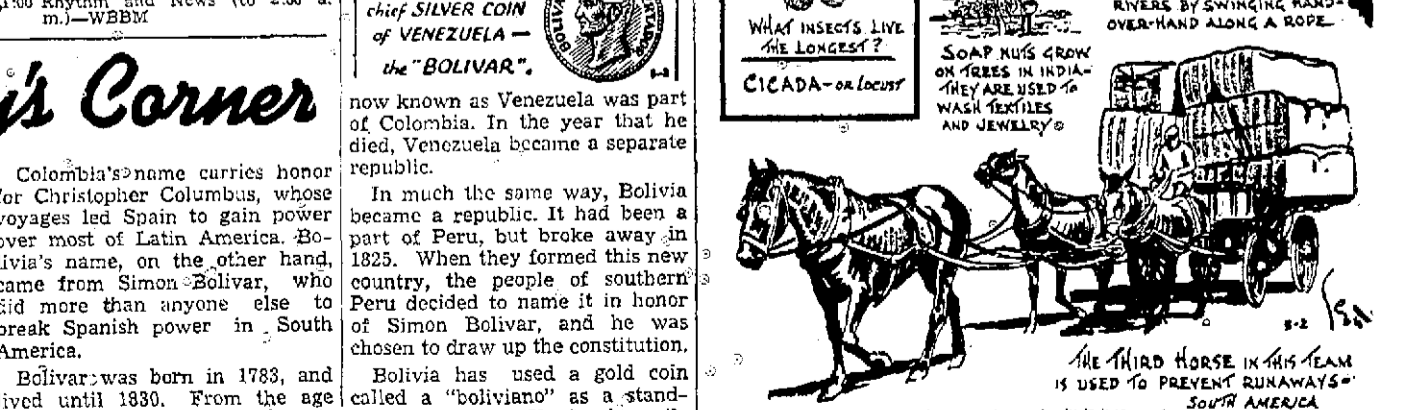 m.)—WBBM
Corner
Colombia's name carries honor
for Christopher Columbus, whose
voyages led Spain to gain power
over most of Latin America. Bo-
livia's name, on the other hand,
came from Simon Bolivar, who
did more than anyone else to
break Spanish power in South
America.
Bolivar was born in 1783, and
lived until 1830. From the age
chief SILVER COIN
of VENEZUELA —
the "BOLIVAR".
now known as Venezuela was part
of Colombia. In the year that he
died, Venezuela became a separate
republic.
In much the same way, Bolivia
became a republic. It had been a
part of Peru, but broke away in
1825. When they formed this new
country, the people of southern
Peru decided to name it in honor
of Simon Bolivar, and he was
chosen to draw up the constitution.
Bolivia has used a gold coin
called a "boliviano" as a stand-
WHAT INSECTS LIVE
THE LONGEST?
CICADA - OR LOCUST
SOAP NUTS GROW
ON TREES IN INDIA-
THEY ARE USED TO
WASH TEXTILES
AND JEWELRY
RIVERS BY SWINGING HAND-
OVER-HAND ALONG A ROPE
5-2
THE THIRD HORSE IN THIS TEAM
IS USED TO PREVENT RUNAWAYS-
SOUTH AMERICA